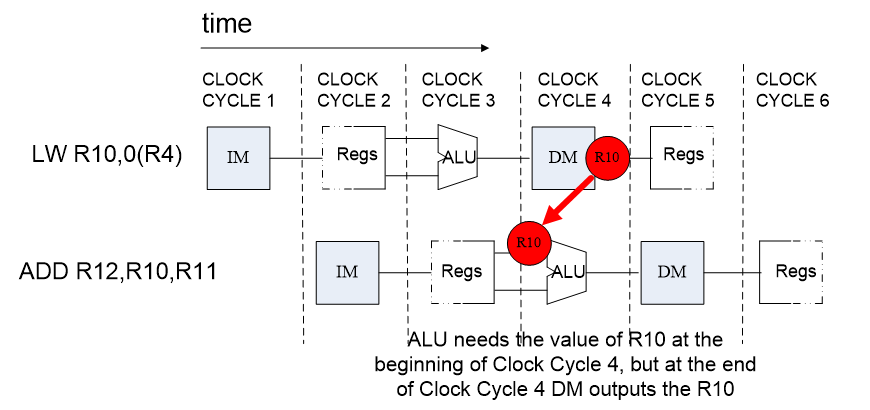 time
CLOCK CYCLE 1
CLOCK CYCLE 2
CLOCK CYCLE 3
CLOCK CYCLE 4
CLOCK CYCLE 5
CLOCK CYCLE 6
LW R10,0(R4)
IM
Regs
ALU
DM
R10
Regs
R10
ADD R12,R10,R11
IM
Regs
ALU
DM
Regs
ALU needs the value of R10 at the
beginning of Clock Cycle 4, but at the end
of Clock Cycle 4 DM outputs the R10